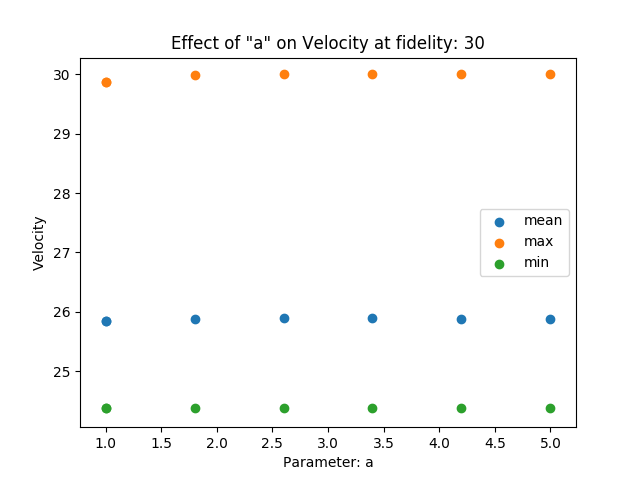 Effect of "a" on Velocity at fidelity: 30
30
29
28
27
26
25
Velocity
mean
max
min
1.0 1.5 2.0 2.5 3.0 3.5 4.0 4.5 5.0
Parameter: a